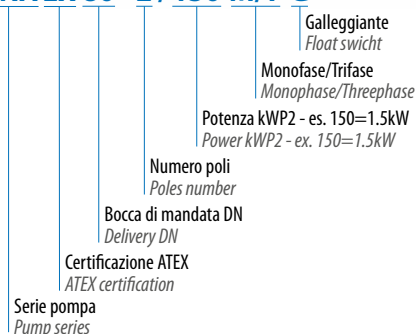 Galleggiante
Float swicht
Monofase/Trifase
Monophase/Threephase
Potenza kWP2 - es. 150=1.5kW
Power kWP2 - ex. 150=1.5kW
Numero poli
Poles number
Bocca di mandata DN
Delivery DN
Certificazione ATEX
ATEX certification
Serie pompa
Pump series